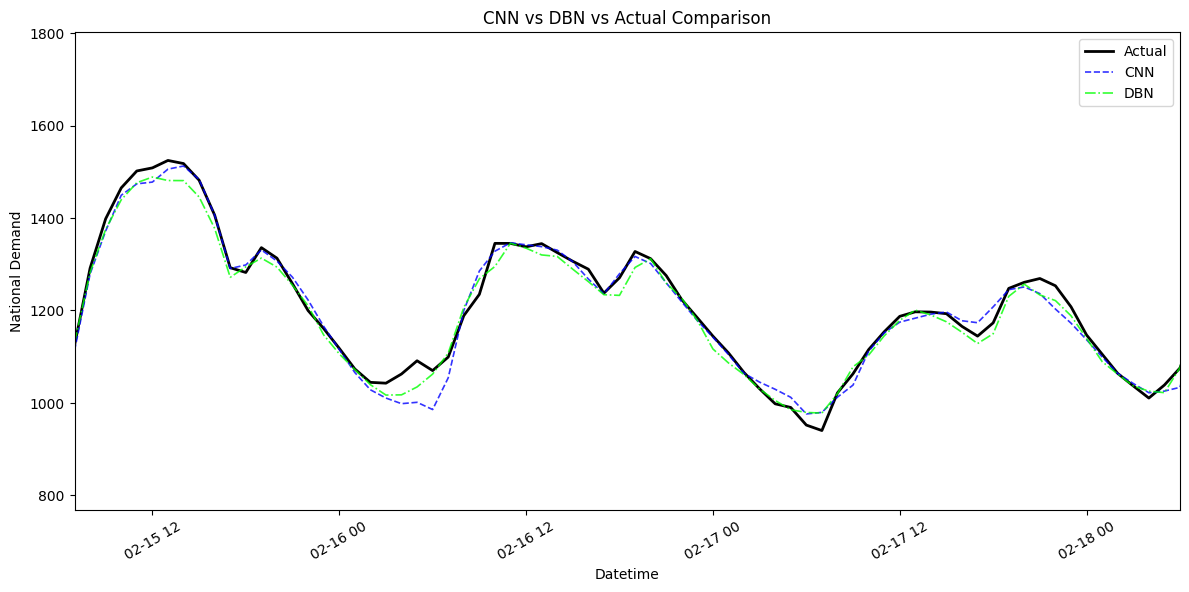 CNN vs DBN vs Actual Comparison
Actual
CNN
DBN
National Demand
1800
1600
1400
1200
1000
800
02-15 12
02-16 00
02-16 12
02-17 00
02-17 12
02-18 00
Datetime